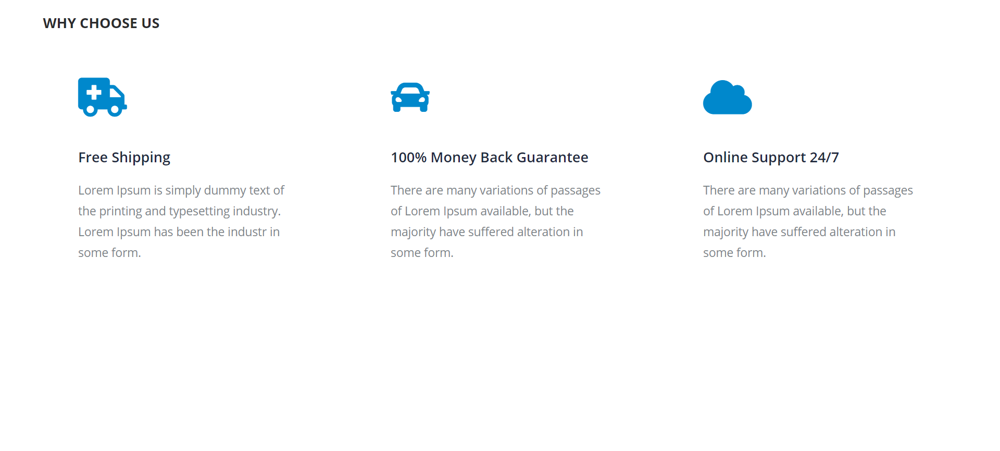 WHY CHOOSE US
Free Shipping
Lorem Ipsum is simply dummy text of
the printing and typesetting industry.
Lorem Ipsum has been the industr in
some form.
100% Money Back Guarantee
There are many variations of passages
of Lorem Ipsum available, but the
majority have suffered alteration in
some form.
Online Support 24/7
There are many variations of passages
of Lorem Ipsum available, but the
majority have suffered alteration in
some form.